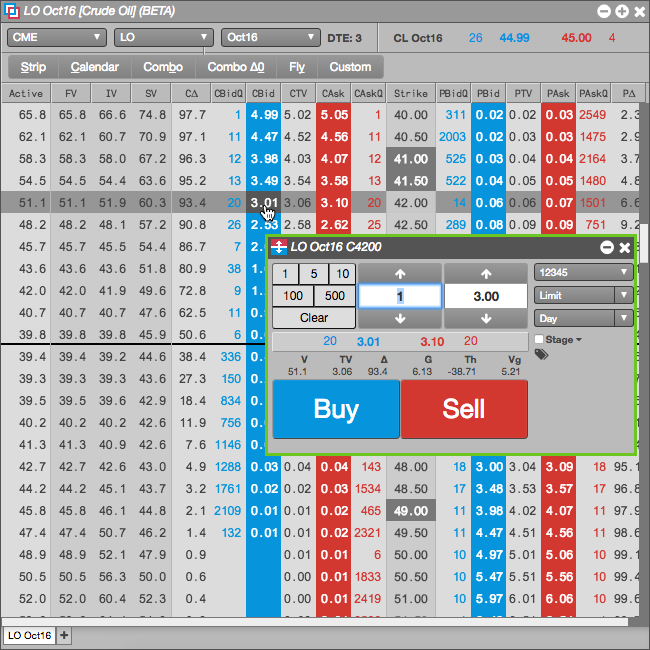 LO Oct16 [Crude Oil] (BETA)
CME LO Oct16 DTE: 3 CL Oct16 26 44.99 45.00 4
Strip Calendar Combo Combo Δ0 Fly Custom
Active FV IV SV CΔ CBidQ CBid CTV CAsk CAskQ Strike PBidQ PBid PTV PAsk PAskQ PΔ
65.8 65.8 66.6 74.8 97.7 1 4.99 5.02 5.05 1 40.00 311 0.02 0.02 0.03 2549 2.3
62.1 62.1 60.7 70.9 97.1 11 4.47 4.52 4.56 11 40.50 2003 0.02 0.02 0.03 1475 2.9
58.3 58.3 58.0 67.2 96.3 12 3.98 4.03 4.07 12 41.00 525 0.03 0.04 0.04 2164 3.7
54.5 54.5 54.4 63.6 95.2 13 3.49 3.54 3.58 13 41.50 522 0.04 0.05 0.05 1480 4.8
51.1 51.1 51.9 60.3 93.4 20 3.01 3.06 3.10 20 42.00 14 0.06 0.06 0.07 1501 6.6
48.2 48.2 48.1 57.2 90.8 26 2.53 2.58 2.62 25 42.50 289 0.08 0.09 0.09 751 9.2
45.7 45.7 45.5 54.4 86.7 7
43.6 43.6 43.6 51.8 80.9 38
41.9 41.9 42.0 49.6 72.8 9
40.7 40.7 40.7 47.6 62.5 11
39.8 39.8 39.8 45.9 50.6 6
39.4 39.4 39.2 44.6 38.4 336
39.3 39.3 39.3 43.6 27.3 150
39.6 39.6 39.6 42.9 18.4 834
40.2 40.2 40.2 42.6 11.9 756
41.3 41.3 40.9 42.6 7.6 1146
LO Oct16 C4200
1 5 10
100 500
Clear
1 3.00
12345
Limit
Day
Stage
20 3.01 3.10 20
V TV Δ G Th Vg
51.1 3.06 93.4 6.13 -38.71 5.21
Buy Sell
42.7 42.7 42.6 43.0 4.9 1288 0.03 0.04 0.04 143 48.00 18 3.00 3.04 3.09 18 95.1
44.2 44.2 45.1 43.7 3.2 1761 0.02 0.03 0.03 1534 48.50 17 3.48 3.53 3.57 17 96.8
45.8 45.8 46.1 44.8 2.1 2109 0.01 0.01 0.02 465 49.00 11 3.98 4.02 4.07 11 97.9
47.4 47.4 50.7 46.2 1.4 132 0.01 0.01 0.02 2321 49.50 11 4.47 4.51 4.56 11 98.6
48.9 48.9 52.1 47.9 0.9 0.01 0.01 6 50.00 10 4.97 5.01 5.06 10 99.1
50.5 50.5 56.3 50.0 0.6 0.00 0.01 1833 50.50 10 5.47 5.51 5.56 10 99.4
52.0 52.0 60.4 52.3 0.4 0.00 0.01 2419 51.00 10 5.97 6.01 6.06 10 99.6
LO Oct16 +